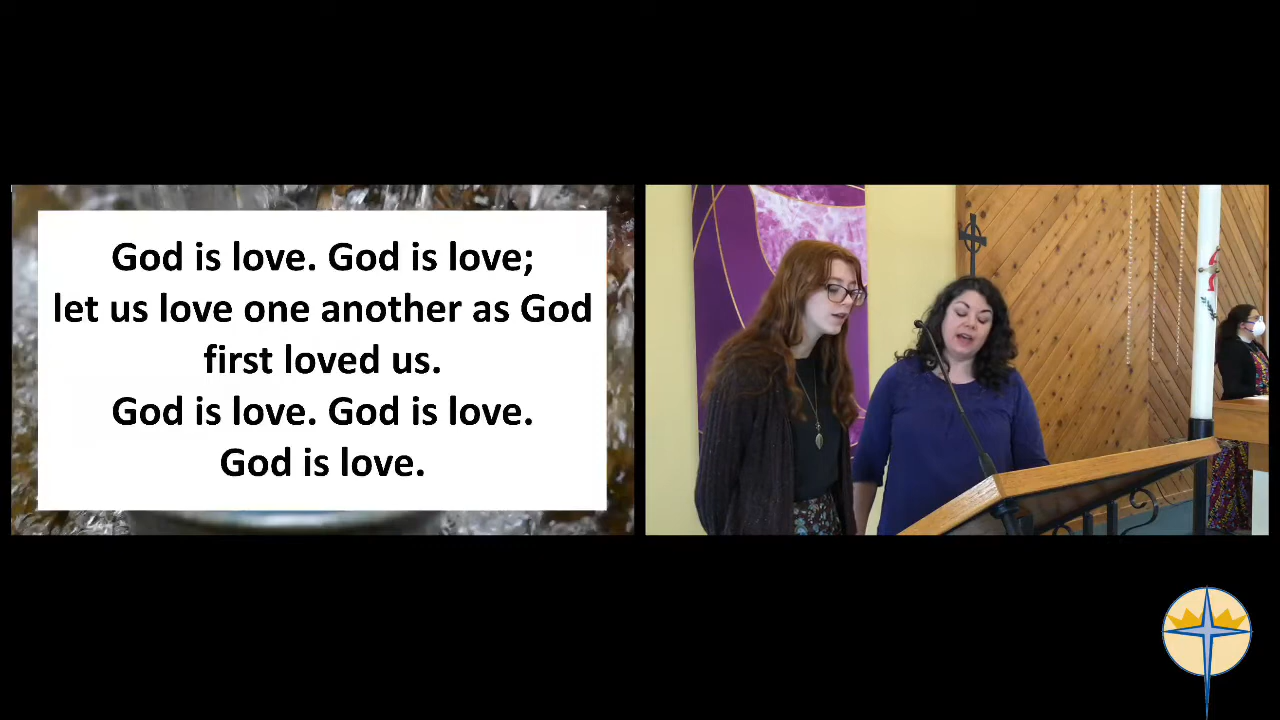 God is love. God is love;
let us love one another as God
first loved us.
God is love. God is love.
God is love.